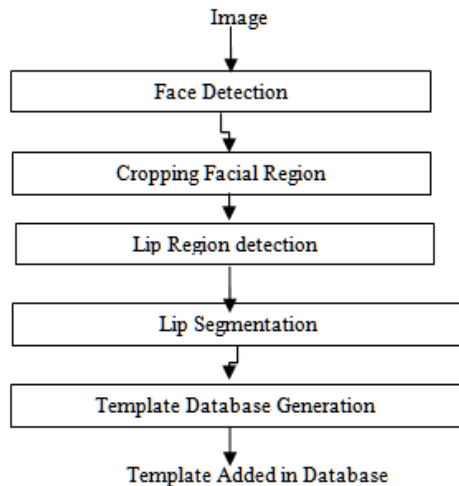 Image
Face Detection
Cropping Facial Region
Lip Region detection
Lip Segmentation
Template Database Generation
Template Added in Database